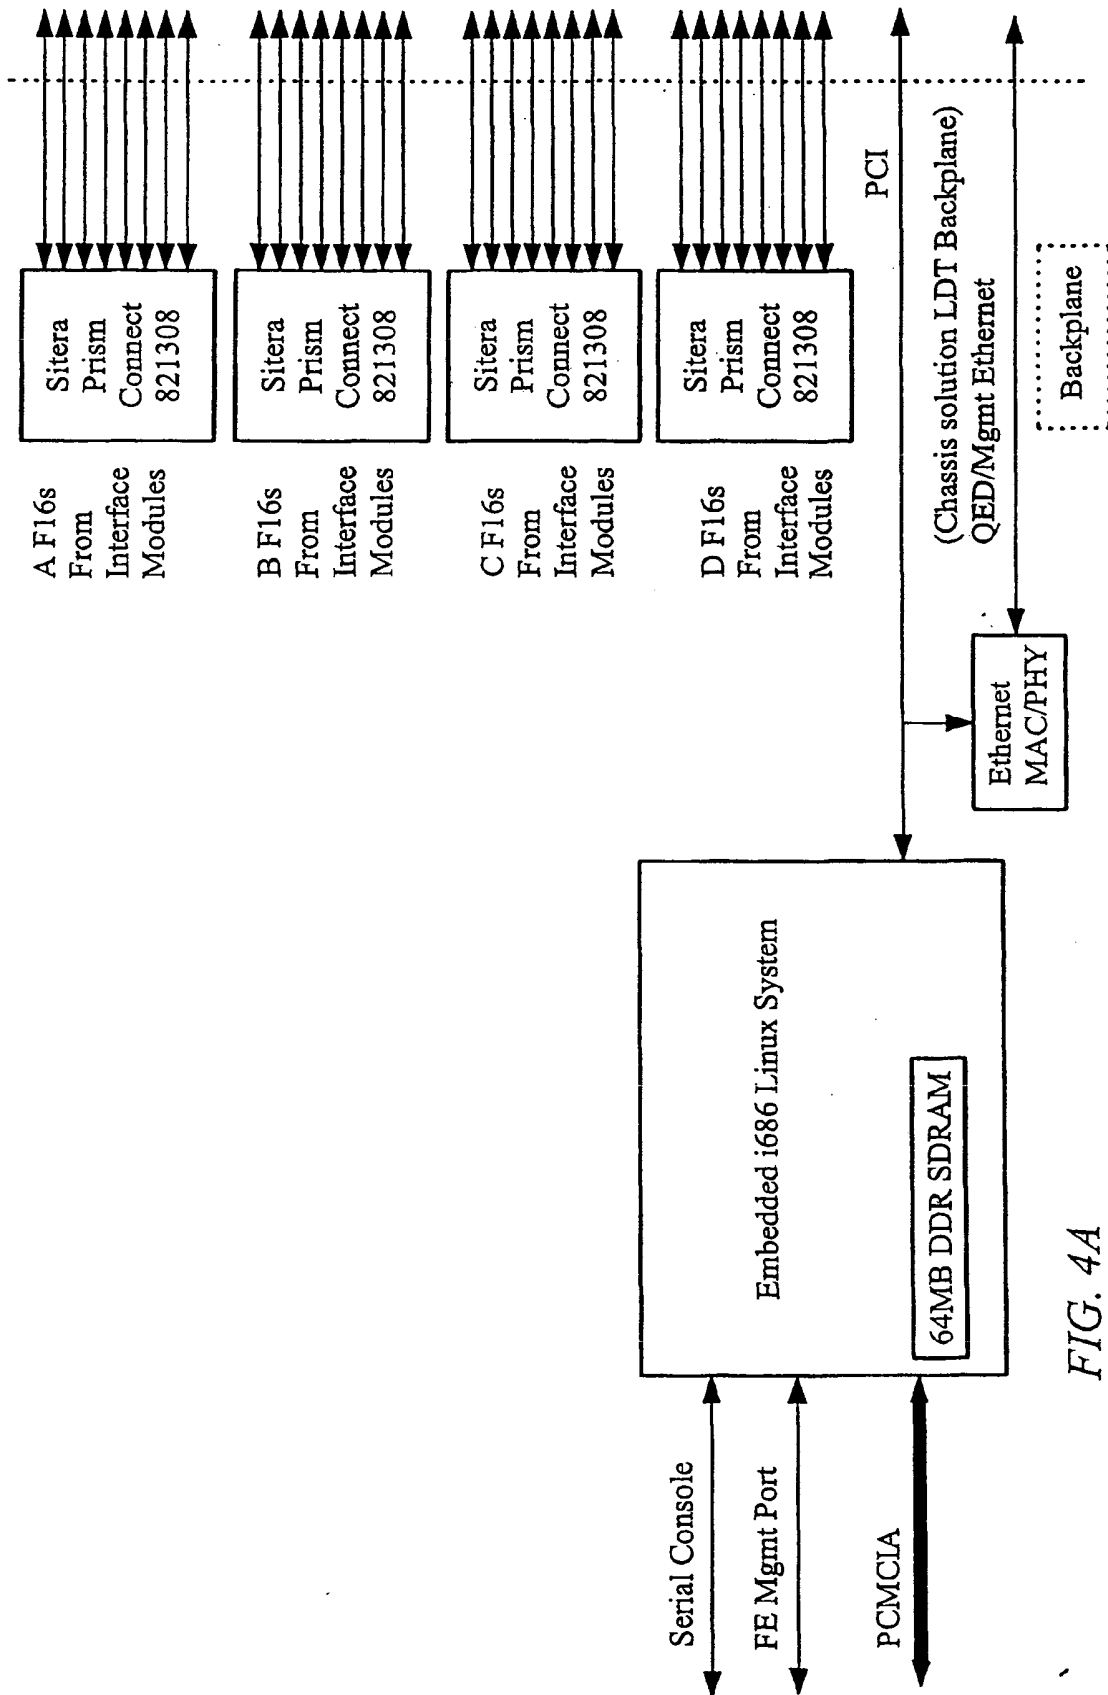 A F16s
From
Interface
Modules
Sitera
Prism
Connect
821308
B F16s
From
Interface
Modules
Sitera
Prism
Connect
821308
C F16s
From
Interface
Modules
Sitera
Prism
Connect
821308
D F16s
From
Interface
Modules
Sitera
Prism
Connect
821308
PCI
(Chassis solution LDT Backplane)
QED/Mgmt Ethernet
Backplane
Ethernet
MAC/PHY
Embedded i686 Linux System
64MB DDR SDRAM
Serial Console
FE Mgmt Port
PCMCIA
FIG. 4A